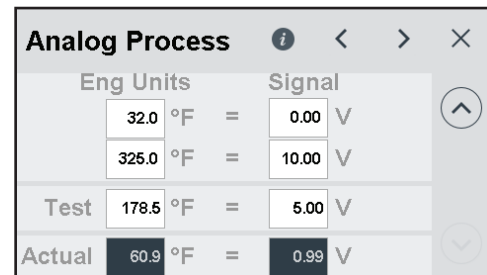 Analog Process
Eng Units Signal
32.0 °F = 0.00 V
325.0 °F = 10.00 V
Test 178.5 °F = 5.00 V
Actual 60.9 °F = 0.99 V